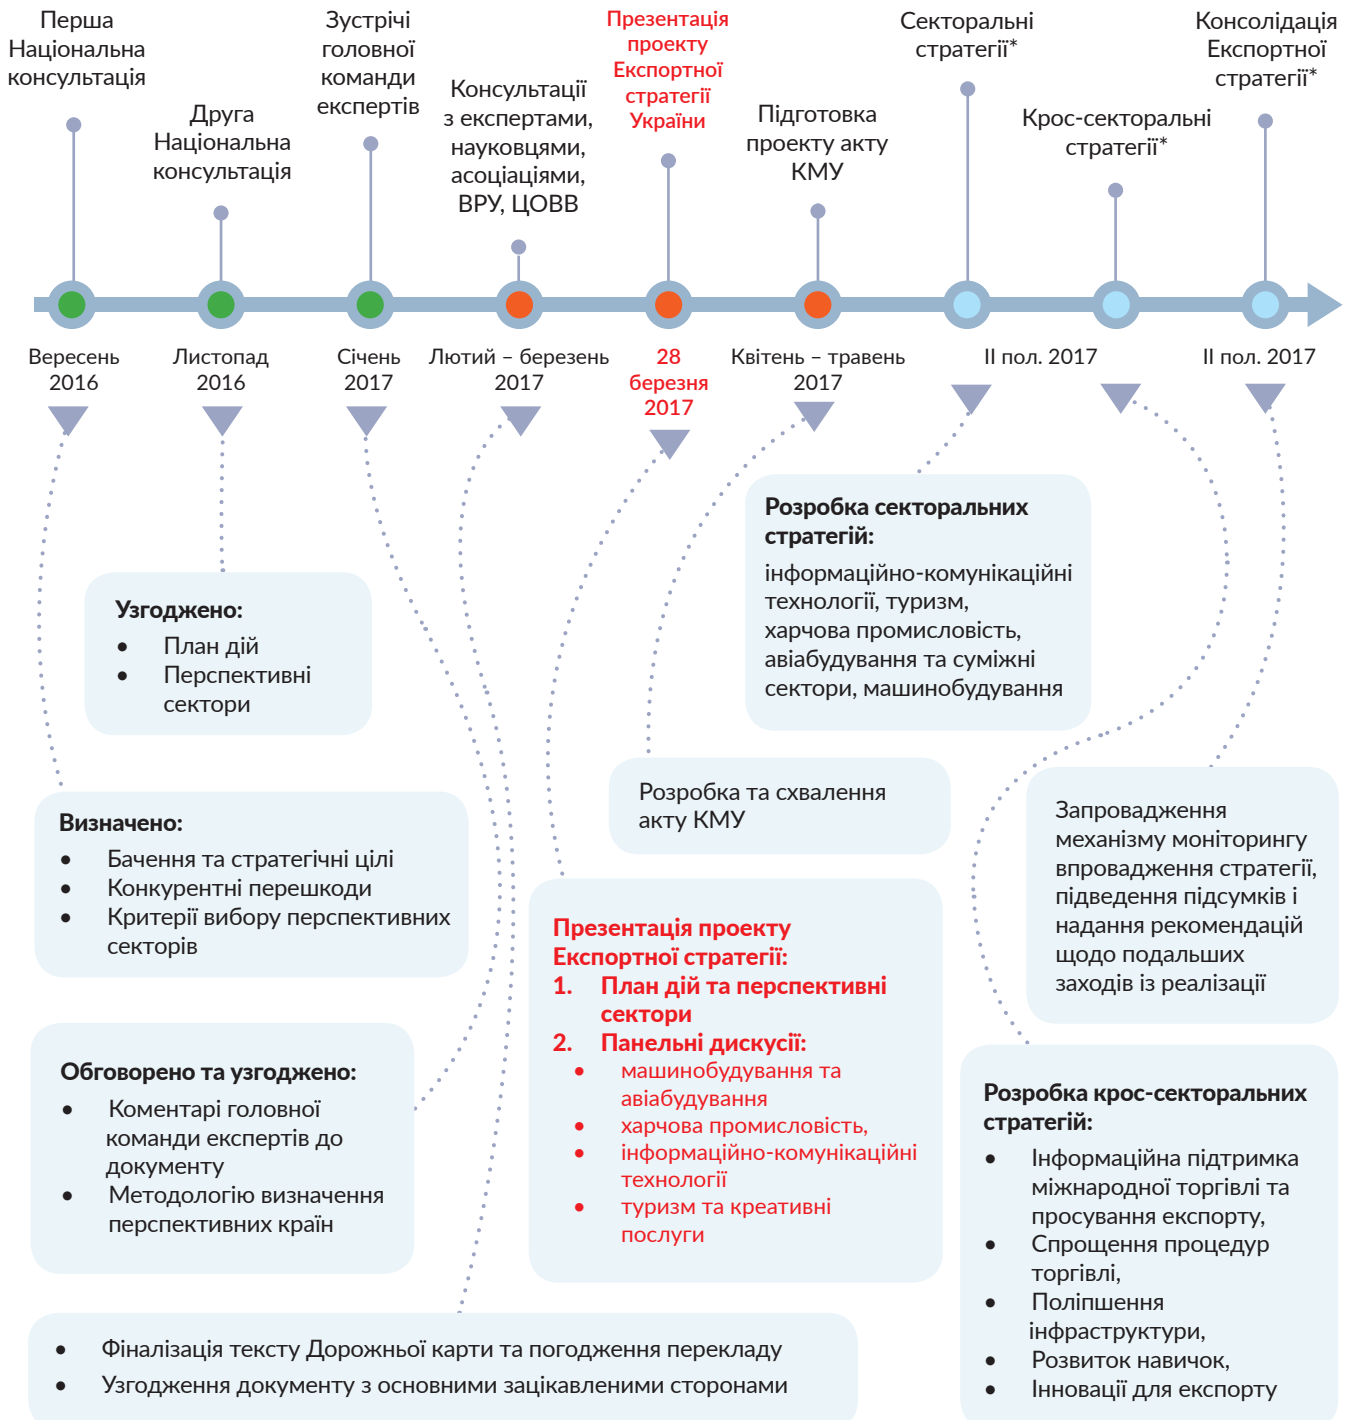 Перша
Національна
консультація
Друга
Національна
консультація
Зустрічі
головної
команди
експертів
Консультації
з експертами,
науковцями,
асоціаціями,
ВРУ, ЦОВВ
Презентація
проекту
Експортної
стратегії
України
Підготовка
проекту акту
КМУ
Секторальні
стратегії*
Крос-секторальні
стратегії*
Консолідація
Експортної
стратегії*
Вересень
2016
Листопад
2016
Січень
2017
Лютий – березень
2017
28
березня
2017
Квітень – травень
2017
II пол. 2017
II пол. 2017
Розробка секторальних
стратегій:
інформаційно-комунікаційні
технології, туризм,
харчова промисловість,
авіабудування та суміжні
сектори, машинобудування
Узгоджено:
• План дій
• Перспективні
сектори
Розробка та схвалення
акту КМУ
Визначено:
• Бачення та стратегічні цілі
• Конкурентні перешкоди
• Критерії вибору перспективних
секторів
Запровадження
механізму моніторингу
впровадження стратегії,
підведення підсумків і
надання рекомендацій
щодо подальших
заходів із реалізації
Презентація проекту
Експортної стратегії:
1. План дій та перспективні
сектори
2. Панельні дискусії:
• машинобудування та
авіабудування
• харчова промисловість,
• інформаційно-комунікаційні
технології
• туризм та креативні
послуги
Обговорено та узгоджено:
• Коментарі головної
команди експертів до
документу
• Методологію визначення
перспективних країн
Розробка крос-секторальних
стратегій:
• Інформаційна підтримка
міжнародної торгівлі та
просування експорту,
• Спрощення процедур
торгівлі,
• Поліпшення
інфраструктури,
• Розвиток навичок,
• Інновації для експорту
• Фіналізація тексту Дорожньої карти та погодження перекладу
• Узгодження документу з основними зацікавленими сторонами